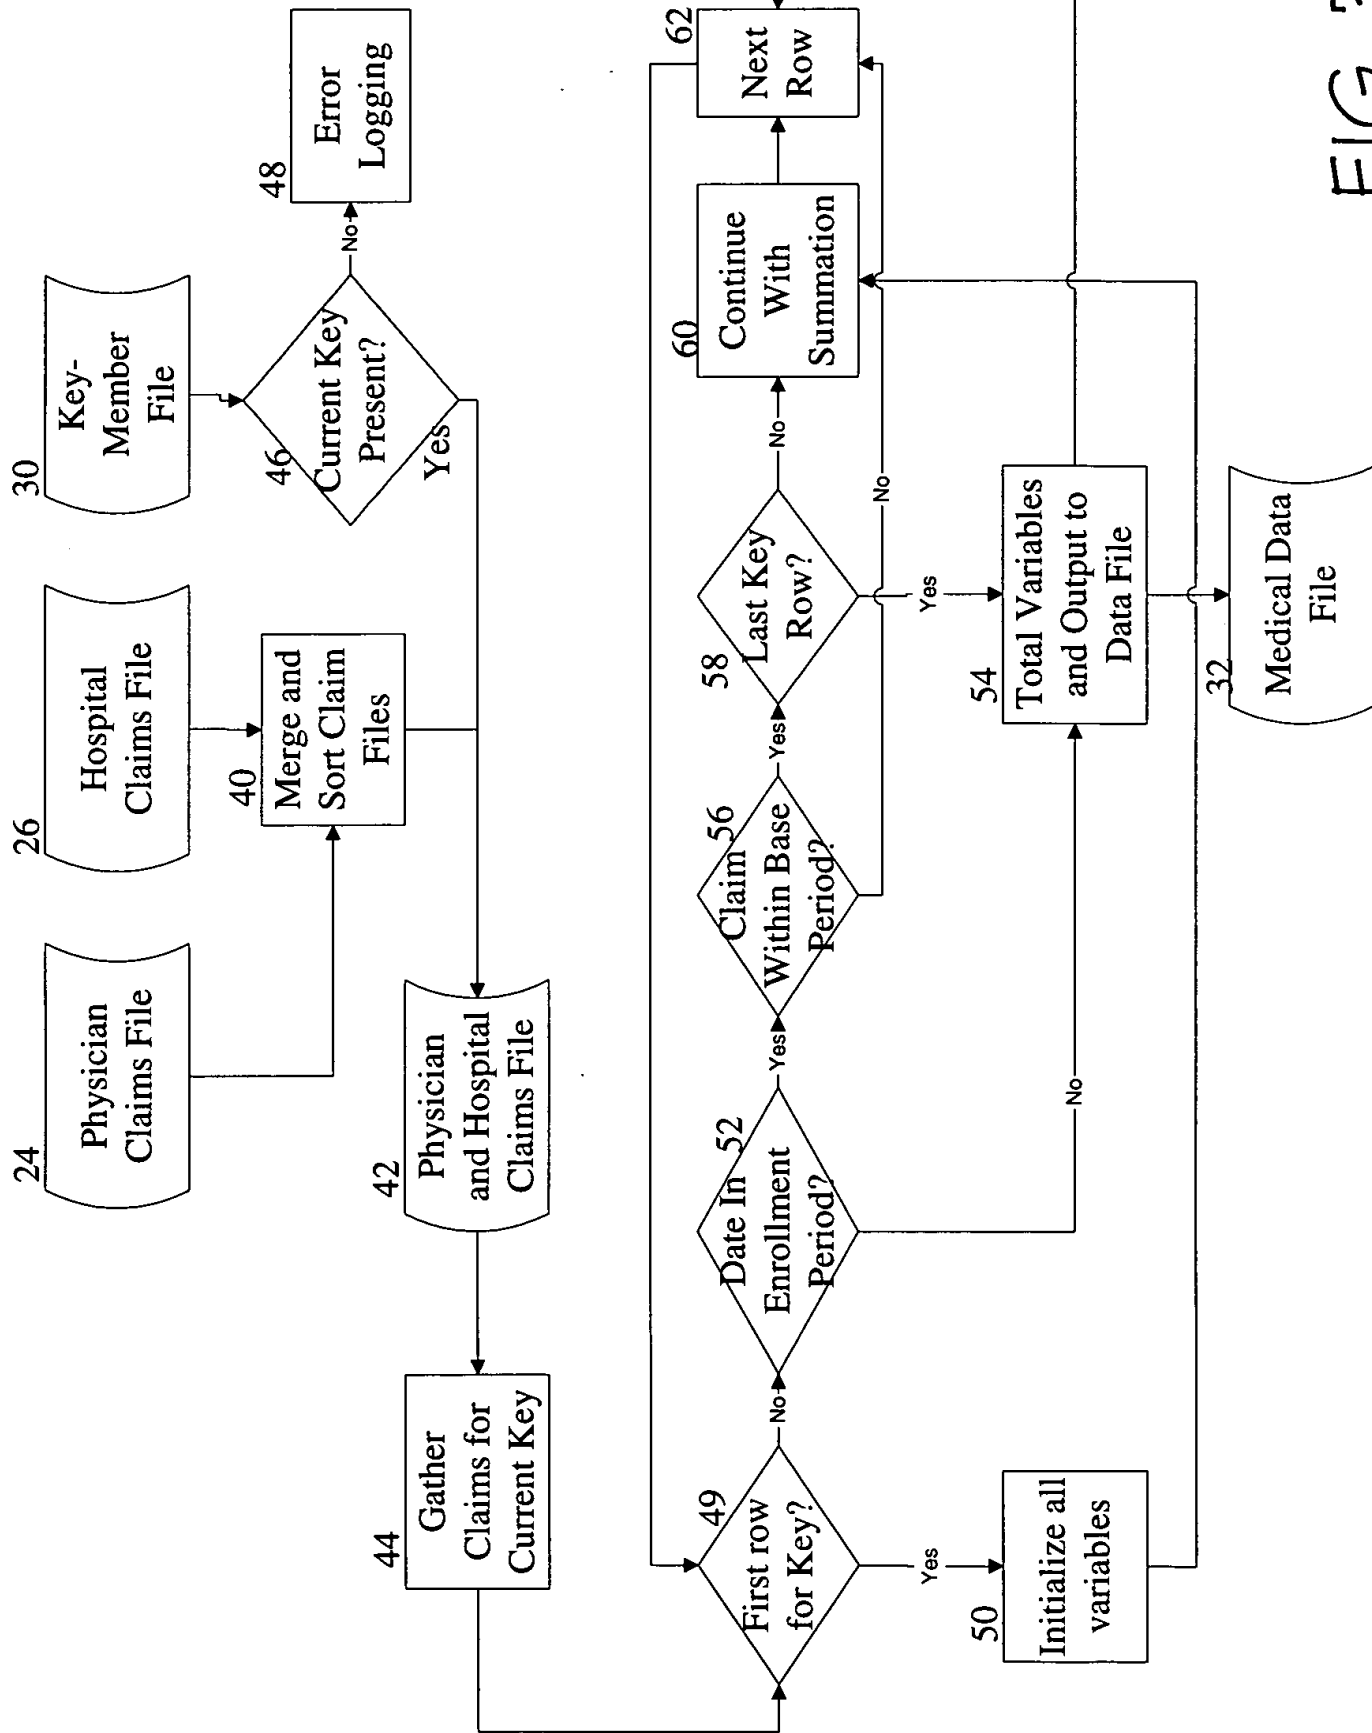 24
Physician
Claims File
26
Hospital
Claims File
30
Key-
Member
File
40
Merge and
Sort Claim
Files
46
Current Key
Present?
No
Yes
48
Error
Logging
42
Physician
and Hospital
Claims File
44
Gather
Claims for
Current Key
49
First row
for Key?
No
Yes
52
Date In
Enrollment
Period?
Yes
No
56
Claim
Within Base
Period?
Yes
No
58
Last Key
Row?
No
Yes
60
Continue
With
Summation
62
Next
Row
50
Initialize all
variables
54
Total Variables
and Output to
Data File
32
Medical Data
File
FIG